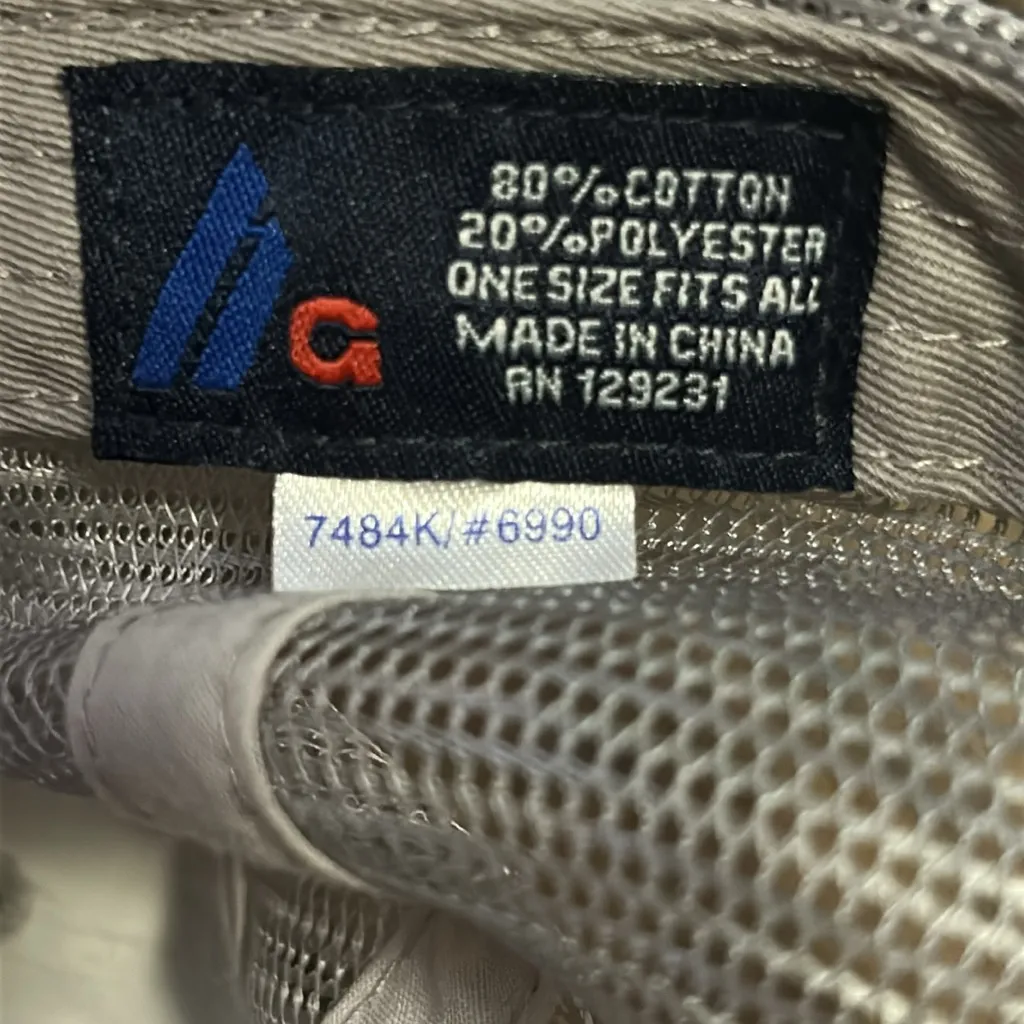 G
80% COTTON
20% POLYESTER
ONE SIZE FITS ALL
MADE IN CHINA
RN 129231
7484K/#6990